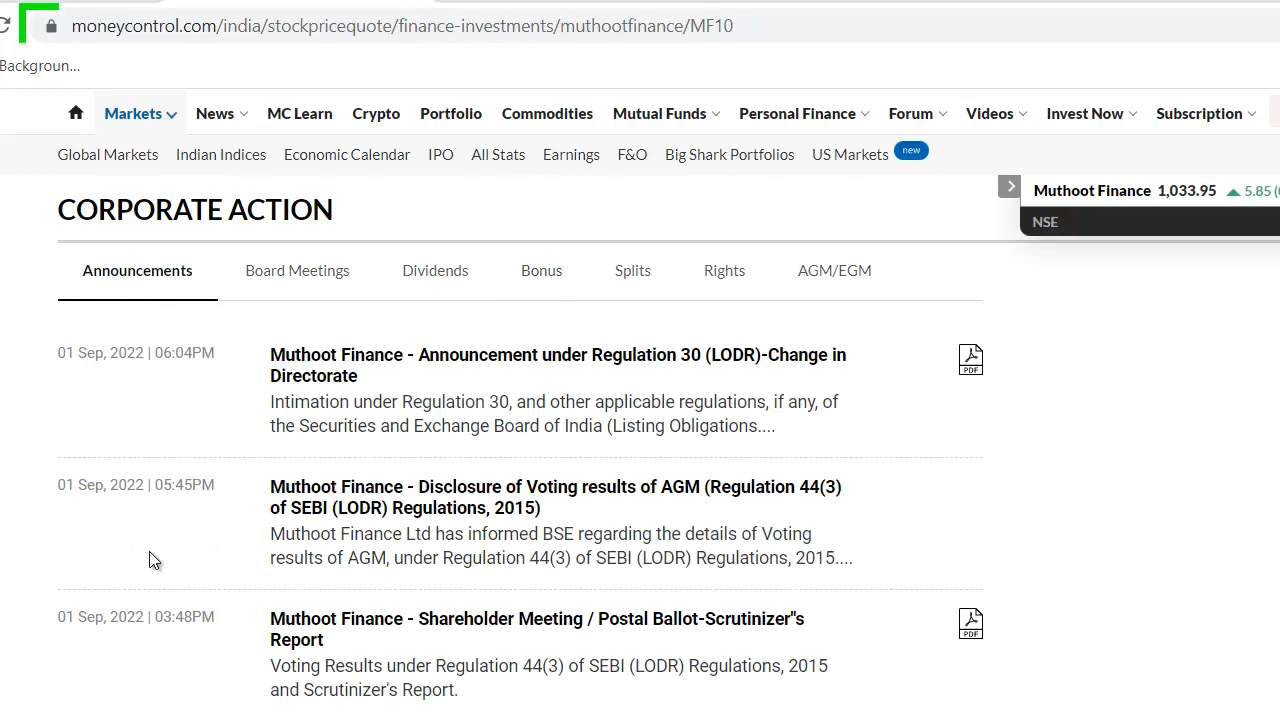 moneycontrol.com/india/stockpricequote/finance-investments/muthootfinance/MF10
Backgroun...
Markets News MC Learn Crypto Portfolio Commodities Mutual Funds Personal Finance Forum Videos Invest Now Subscription
Global Markets Indian Indices Economic Calendar IPO All Stats Earnings F&O Big Shark Portfolios US Markets new
Muthoot Finance 1,033.95 5.85
NSE
CORPORATE ACTION
Announcements Board Meetings Dividends Bonus Splits Rights AGM/EGM
01 Sep, 2022 | 06:04PM
Muthoot Finance - Announcement under Regulation 30 (LODR)-Change in
Directorate
Intimation under Regulation 30, and other applicable regulations, if any, of
the Securities and Exchange Board of India (Listing Obligations....
PDF
01 Sep, 2022 | 05:45PM
Muthoot Finance - Disclosure of Voting results of AGM (Regulation 44(3)
of SEBI (LODR) Regulations, 2015)
Muthoot Finance Ltd has informed BSE regarding the details of Voting
results of AGM, under Regulation 44(3) of SEBI (LODR) Regulations, 2015....
01 Sep, 2022 | 03:48PM
Muthoot Finance - Shareholder Meeting / Postal Ballot-Scrutinizer"s
Report
Voting Results under Regulation 44(3) of SEBI (LODR) Regulations, 2015
and Scrutinizer's Report.
PDF